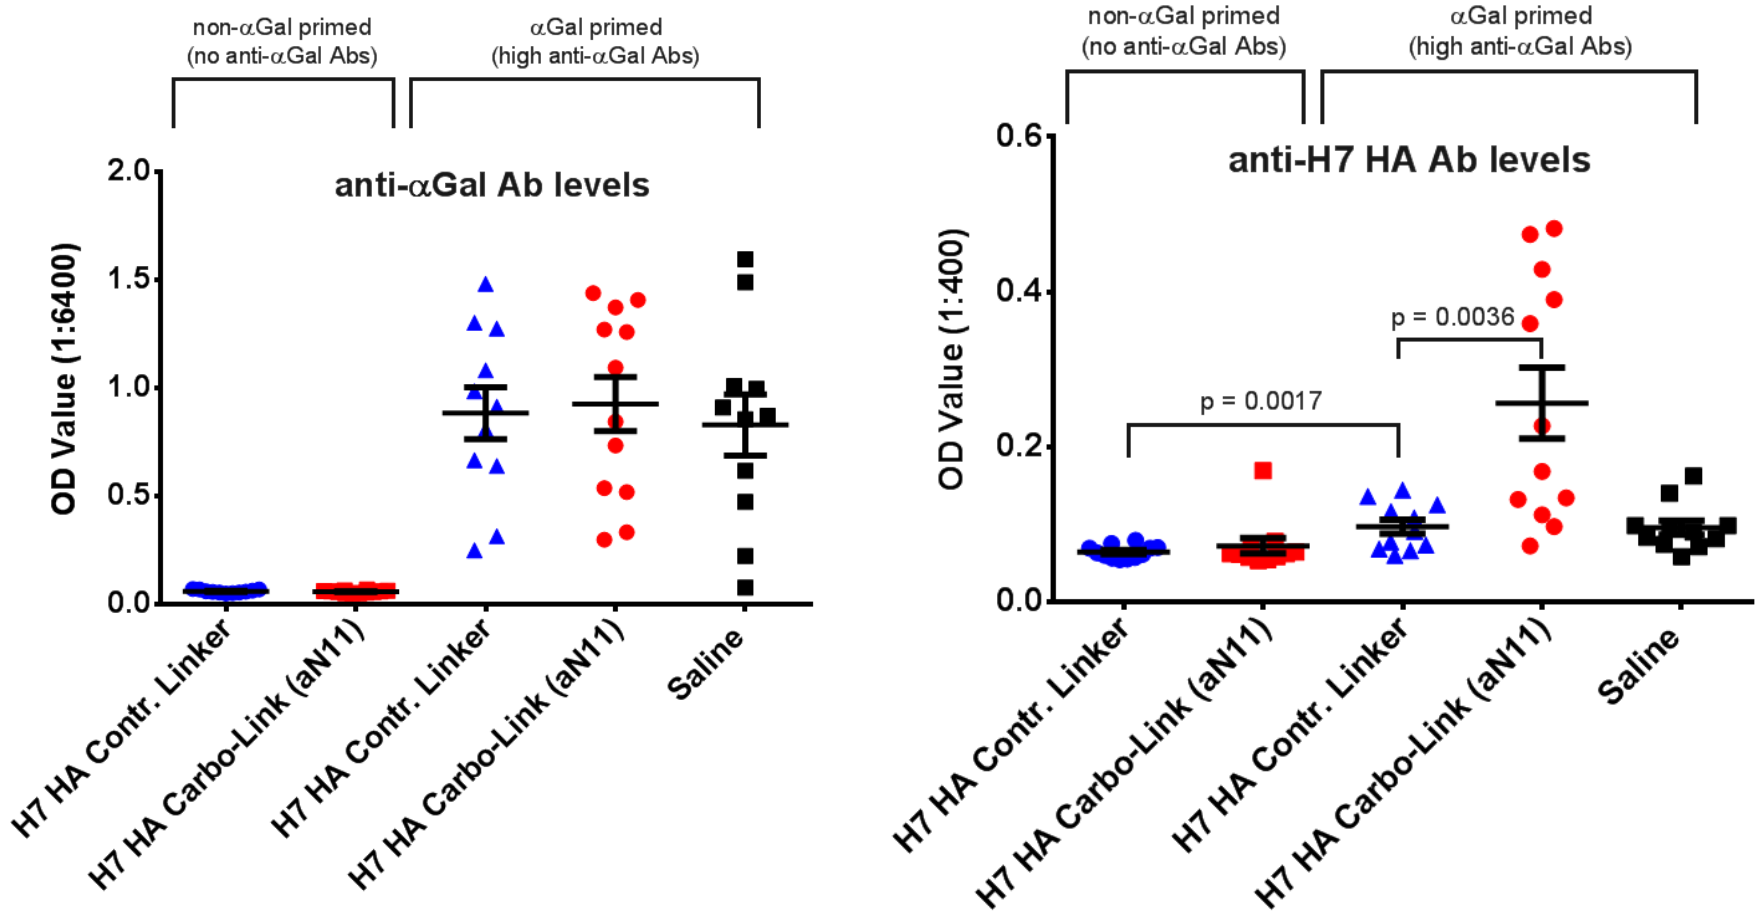 non-αGal primed
(no anti-αGal Abs)
αGal primed
(high anti-αGal Abs)
anti-αGal Ab levels
OD Value (1:6400)
2.0
1.5
1.0
0.5
0.0
H7 HA Contr. Linker
H7 HA Carbo-Link (aN11)
H7 HA Contr. Linker
H7 HA Carbo-Link (aN11)
Saline
non-αGal primed
(no anti-αGal Abs)
αGal primed
(high anti-αGal Abs)
anti-H7 HA Ab levels
OD Value (1:400)
0.6
0.4
0.2
0.0
p = 0.0036
p = 0.0017
H7 HA Contr. Linker
H7 HA Carbo-Link (aN11)
H7 HA Contr. Linker
H7 HA Carbo-Link (aN11)
Saline